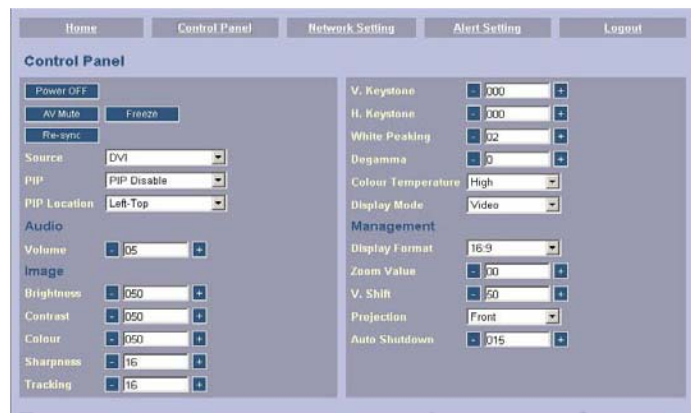 Home Control Panel Network Setting Alert Setting Logout
Control Panel
Power OFF
AV Mute Freeze
Re-sync
Source DVI
PIP PIP Disable
PIP Location Left-Top
Audio
Volume - 05 +
Image
Brightness - 050 +
Contrast - 050 +
Colour - 050 +
Sharpness - 16 +
Tracking - 16 +
V. Keystone - 000 +
H. Keystone - 000 +
White Peaking - 02 +
Degamma - 0 +
Colour Temperature High
Display Mode Video
Management
Display Format 16:9
Zoom Value - 00 +
V. Shift - 50 +
Projection Front
Auto Shutdown - 015 +